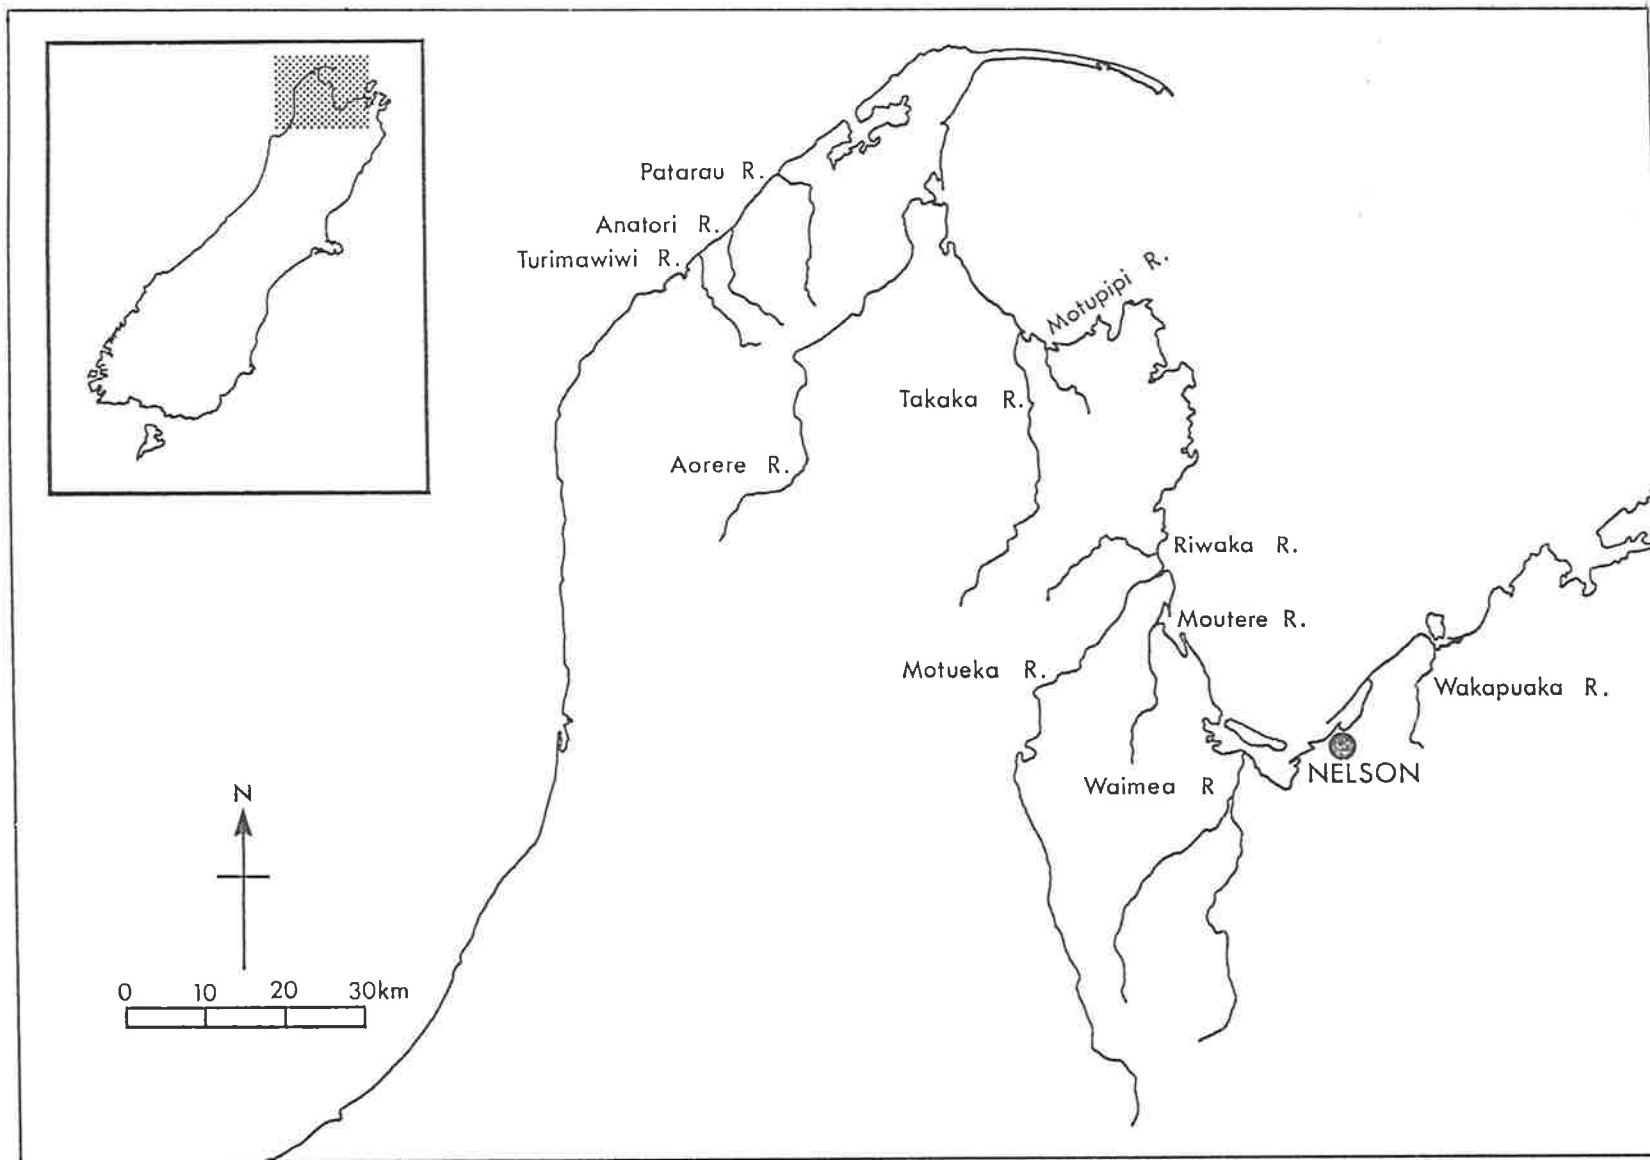 Patarau R.
Anatori R.
Turimawiwi R.
Motupipi R.
Takaka R.
Aorere R.
Riwaka R.
Moutere R.
Motueka R.
Wakapuaka R.
NELSON
Waimea R
N
0 10 20 30km